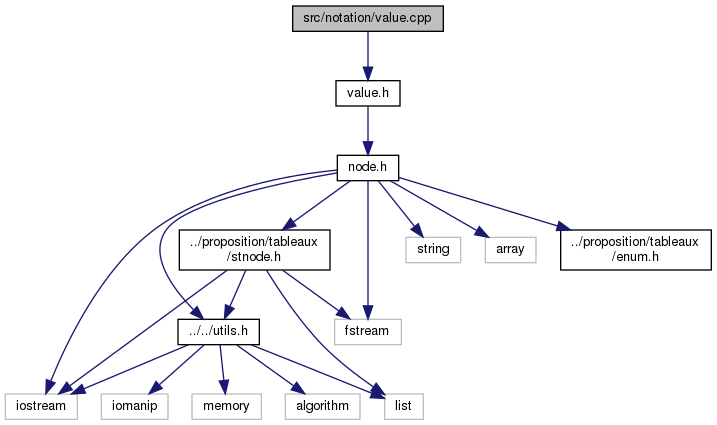 src/notation/value.cpp
value.h
node.h
../proposition/tableaux
/stnode.h
string
array
../proposition/tableaux
/enum.h
../../utils.h
fstream
iostream
iomanip
memory
algorithm
list